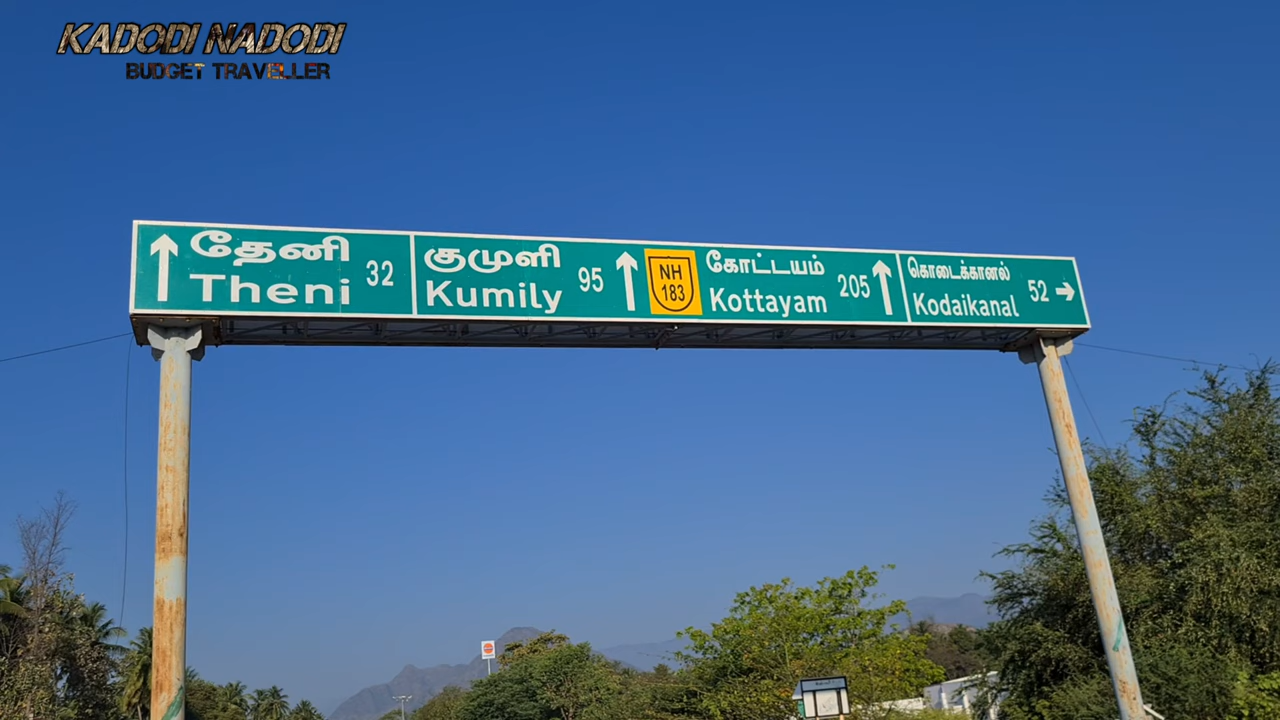 KADODI NADODI
BUDGET TRAVELLER
தேனி
Theni
32
குமுளி
Kumily
95
NH
183
கோட்டயம்
Kottayam
205
கொடைக்கானல்
Kodaikanal
52